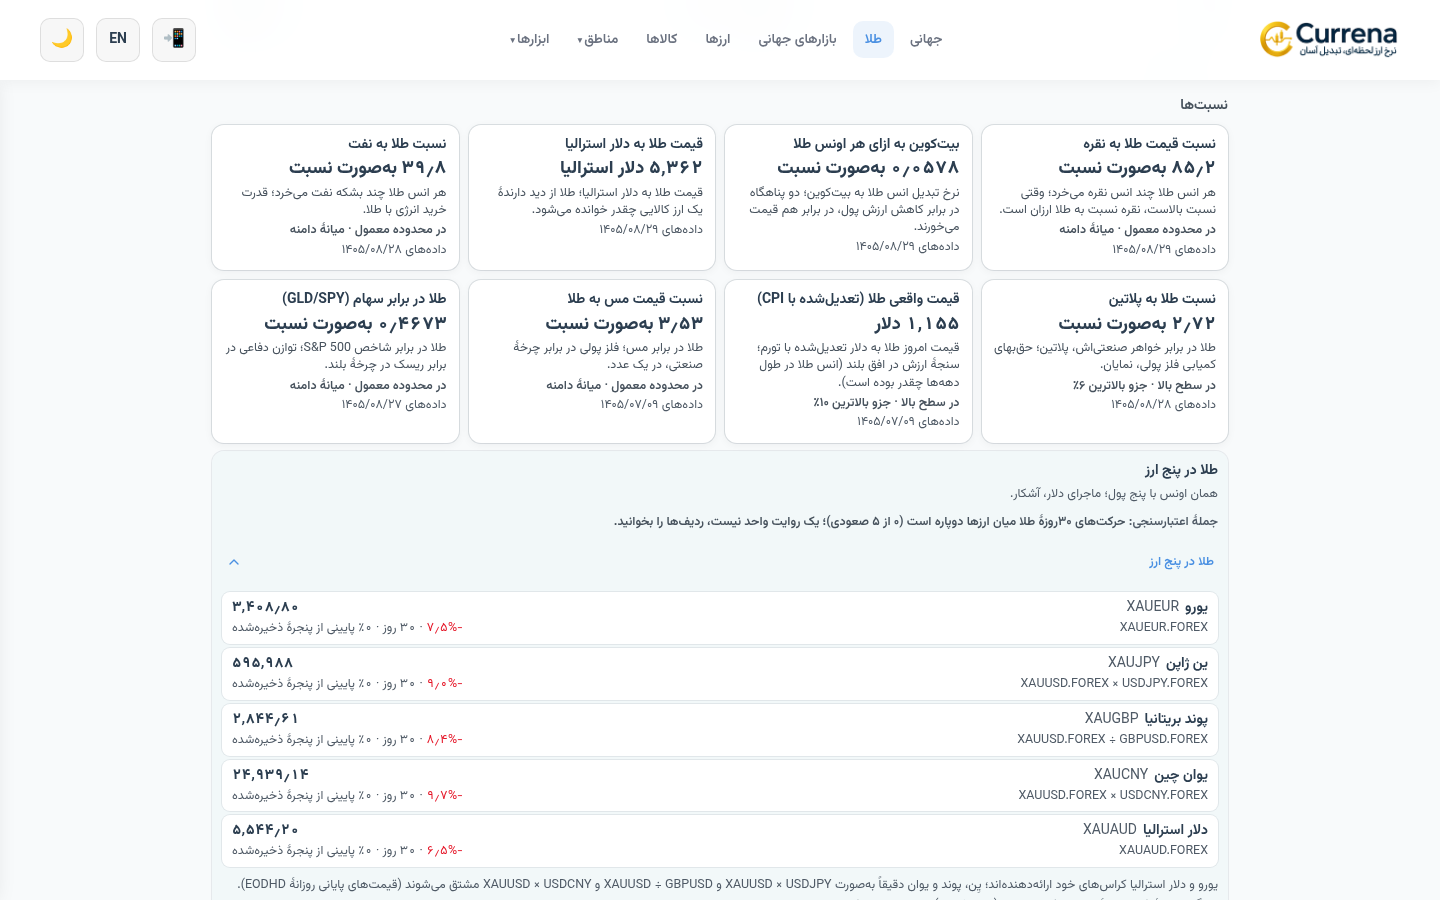 Currena
نرخ ارز لحظه‌ای، تبدیل آسان
جهانی
طلا
بازارهای جهانی
ارزها
کالاها
مناطق ▾
ابزارها ▾
EN
نسبت‌ها
نسبت قیمت طلا به نقره
۸۵٫۲ به‌صورت نسبت
هر انس طلا چند انس نقره می‌خرد؛ وقتی
نسبت بالاست، نقره نسبت به طلا ارزان است.
در محدوده معمول · میانهٔ دامنه
داده‌های ۱۴۰۵/۰۸/۲۹
بیت‌کوین به ازای هر اونس طلا
۰٫۰۵۷۸ به‌صورت نسبت
نرخ تبدیل انس طلا به بیت‌کوین؛ دو پناهگاه
در برابر کاهش ارزش پول، در برابر هم قیمت
می‌خورند.
داده‌های ۱۴۰۵/۰۸/۲۹
قیمت طلا به دلار استرالیا
۵,۳۶۲ دلار استرالیا
قیمت طلا به دلار استرالیا؛ طلا از دید دارندهٔ
یک ارز کالایی چقدر خوانده می‌شود.
داده‌های ۱۴۰۵/۰۸/۲۹
نسبت طلا به نفت
۳۹٫۸ به‌صورت نسبت
هر انس طلا چند بشکه نفت می‌خرد؛ قدرت
خرید انرژی با طلا.
در محدوده معمول · میانهٔ دامنه
داده‌های ۱۴۰۵/۰۸/۲۸
نسبت طلا به پلاتین
۲٫۷۲ به‌صورت نسبت
طلا در برابر خواهر صنعتی‌اش، پلاتین؛ حق‌بهای
کمیابی فلز پولی، نمایان.
در سطح بالا · جزو بالاترین ۶٪
داده‌های ۱۴۰۵/۰۸/۲۸
قیمت واقعی طلا (تعدیل‌شده با CPI)
۱,۱۵۵ دلار
قیمت امروز طلا به دلار تعدیل‌شده با تورم؛
سنجهٔ ارزش در افق بلند (انس طلا در طول
دهه‌ها چقدر بوده است).
در سطح بالا · جزو بالاترین ۱۰٪
داده‌های ۱۴۰۵/۰۷/۰۹
نسبت قیمت مس به طلا
۳٫۵۳ به‌صورت نسبت
طلا در برابر مس؛ فلز پولی در برابر چرخهٔ
صنعتی، در یک عدد.
در محدوده معمول · میانهٔ دامنه
داده‌های ۱۴۰۵/۰۷/۰۹
طلا در برابر سهام (GLD/SPY)
۰٫۴۶۷۳ به‌صورت نسبت
طلا در برابر شاخص S&P 500؛ توازن دفاعی در
برابر ریسک در چرخهٔ بلند.
در محدوده معمول · میانهٔ دامنه
داده‌های ۱۴۰۵/۰۸/۲۷
طلا در پنج ارز
همان اونس با پنج پول؛ ماجرای دلار، آشکار.
جملهٔ اعتبارسنجی: حرکت‌های ۳۰روزهٔ طلا میان ارزها دوپاره است (۰ از ۵ صعودی)؛ یک روایت واحد نیست، ردیف‌ها را بخوانید.
طلا در پنج ارز
یورو XAUEUR
۳,۴۰۸٫۸۰
XAUEUR.FOREX
-۷٫۵% · ۳۰ روز · ۰٪ پایینی از پنجرهٔ ذخیره‌شده
ین ژاپن XAUJPY
۵۹۵,۹۸۸
XAUUSD.FOREX × USDJPY.FOREX
-۹٫۰% · ۳۰ روز · ۰٪ پایینی از پنجرهٔ ذخیره‌شده
پوند بریتانیا XAUGBP
۲,۸۴۴٫۶۱
XAUUSD.FOREX ÷ GBPUSD.FOREX
-۸٫۴% · ۳۰ روز · ۰٪ پایینی از پنجرهٔ ذخیره‌شده
یوان چین XAUCNY
۲۴,۹۳۹٫۱۴
XAUUSD.FOREX × USDCNY.FOREX
-۹٫۷% · ۳۰ روز · ۰٪ پایینی از پنجرهٔ ذخیره‌شده
دلار استرالیا XAUAUD
۵,۵۴۴٫۲۰
XAUAUD.FOREX
-۶٫۵% · ۳۰ روز · ۰٪ پایینی از پنجرهٔ ذخیره‌شده
یورو و دلار استرالیا کراس‌های خود ارائه‌دهنده‌اند؛ ین، پوند و یوان دقیقاً به‌صورت XAUUSD × USDJPY و XAUUSD ÷ GBPUSD و XAUUSD × USDCNY مشتق می‌شوند (قیمت‌های پایانی روزانهٔ EODHD).